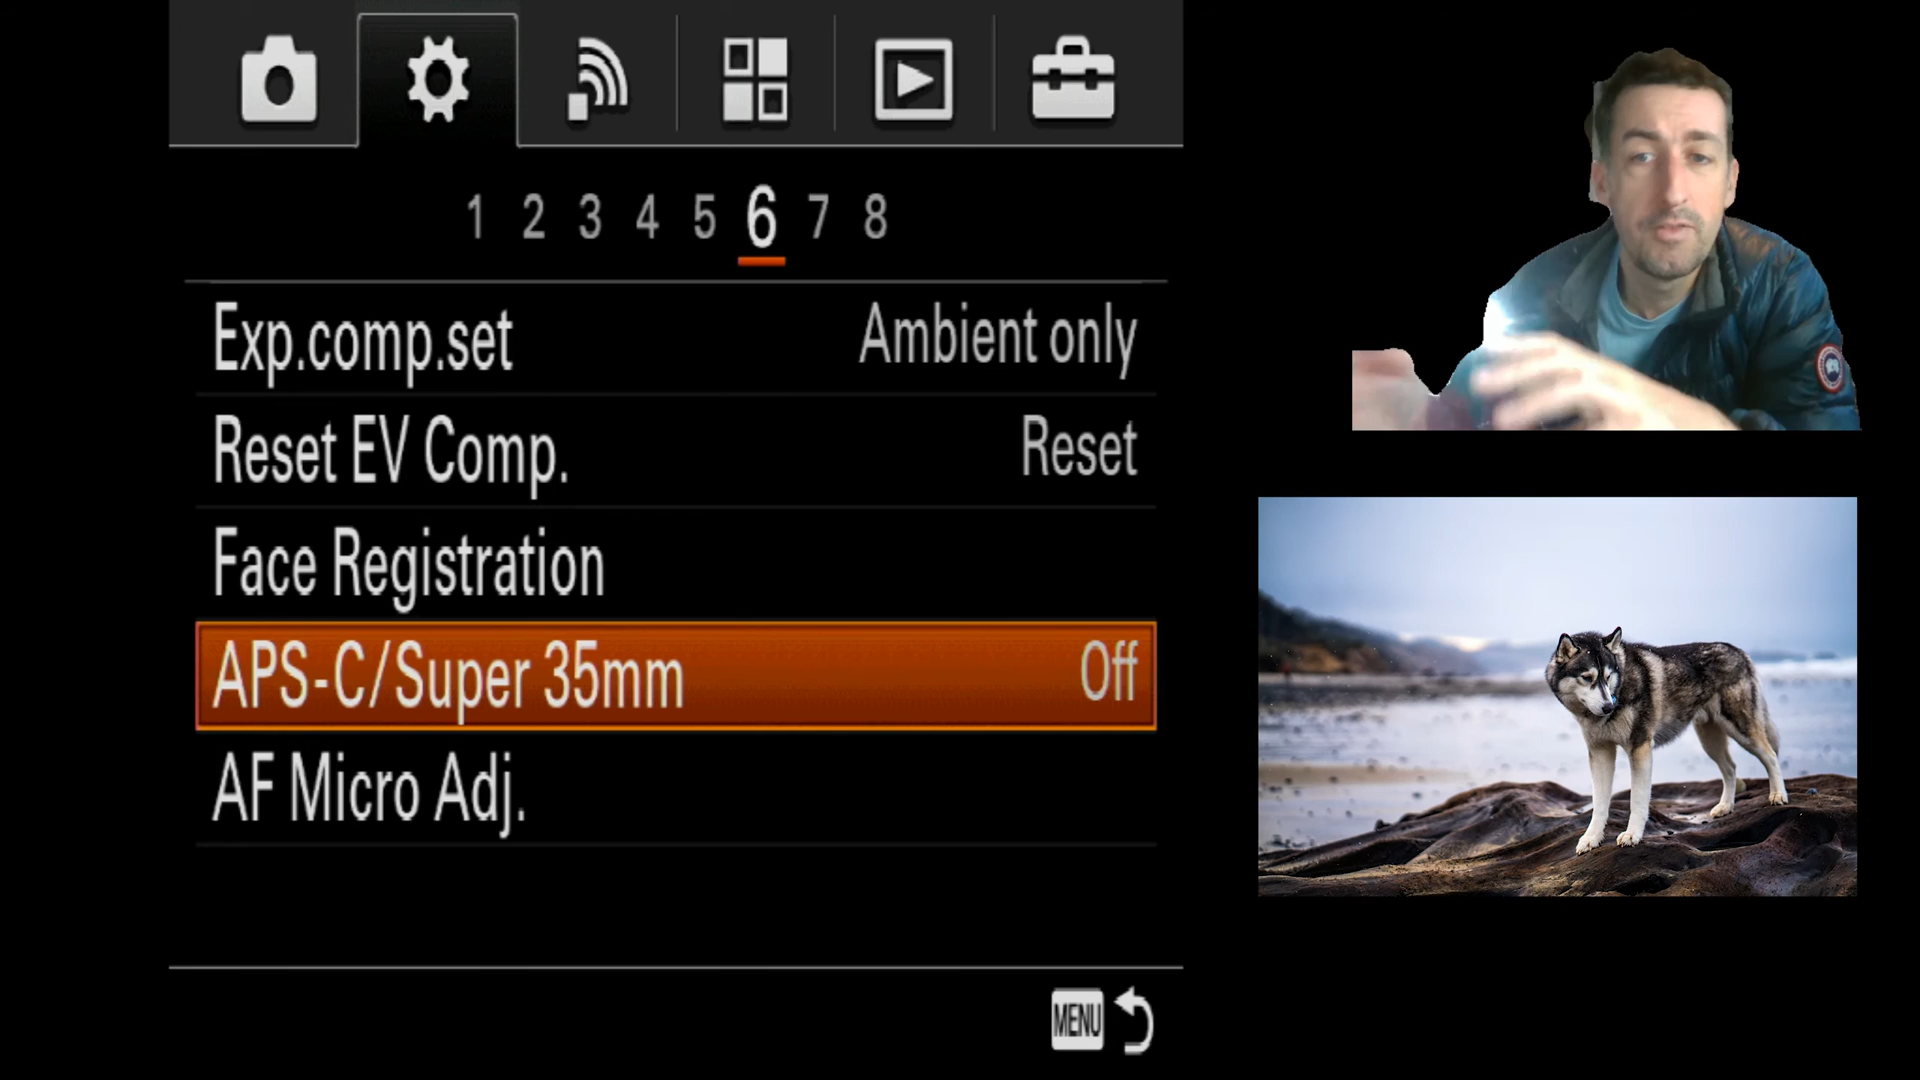 1 2 3 4 5 6 7 8
Exp.comp.set Ambient only
Reset EV Comp. Reset
Face Registration
APS-C/Super 35mm Off
AF Micro Adj.
MENU